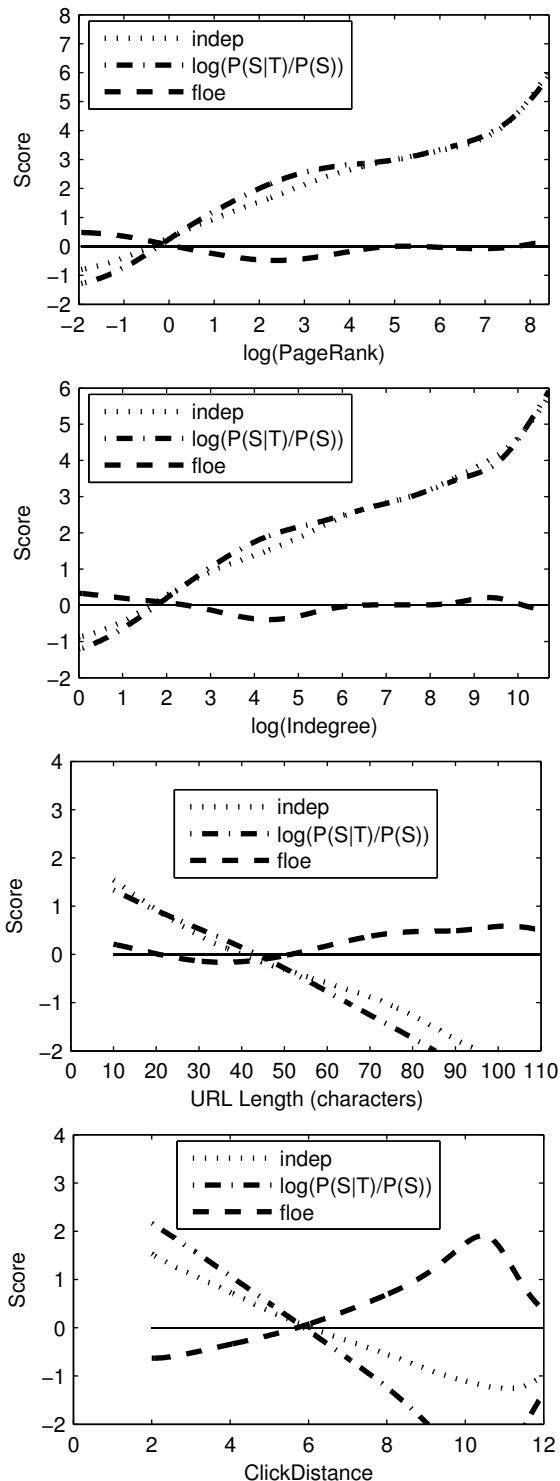 8
7
6
5
4
3
2
1
0
−1
−2
Score
indep
log(P(S|T)/P(S))
floe
−2 −1 0 1 2 3 4 5 6 7 8
log(PageRank)
6
5
4
3
2
1
0
−1
−2
Score
indep
log(P(S|T)/P(S))
floe
0 1 2 3 4 5 6 7 8 9 10
log(Indegree)
4
3
2
1
0
−1
−2
Score
indep
log(P(S|T)/P(S))
floe
0 10 20 30 40 50 60 70 80 90 100 110
URL Length (characters)
4
3
2
1
0
−1
−2
Score
indep
log(P(S|T)/P(S))
floe
0 2 4 6 8 10 12
ClickDistance